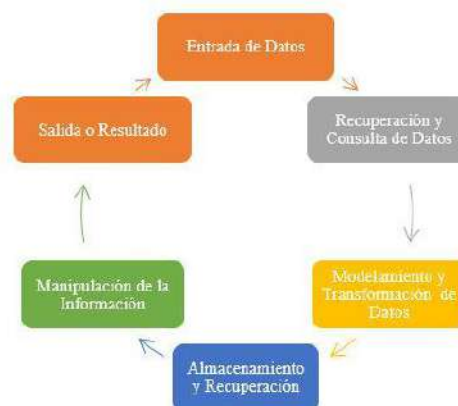 Entrada de Datos
Recuperación y
Consulta de Datos
Modelamiento y
Transformación de
Datos
Almacenamiento
y Recuperación
Manipulación de la
Información
Salida o Resultado